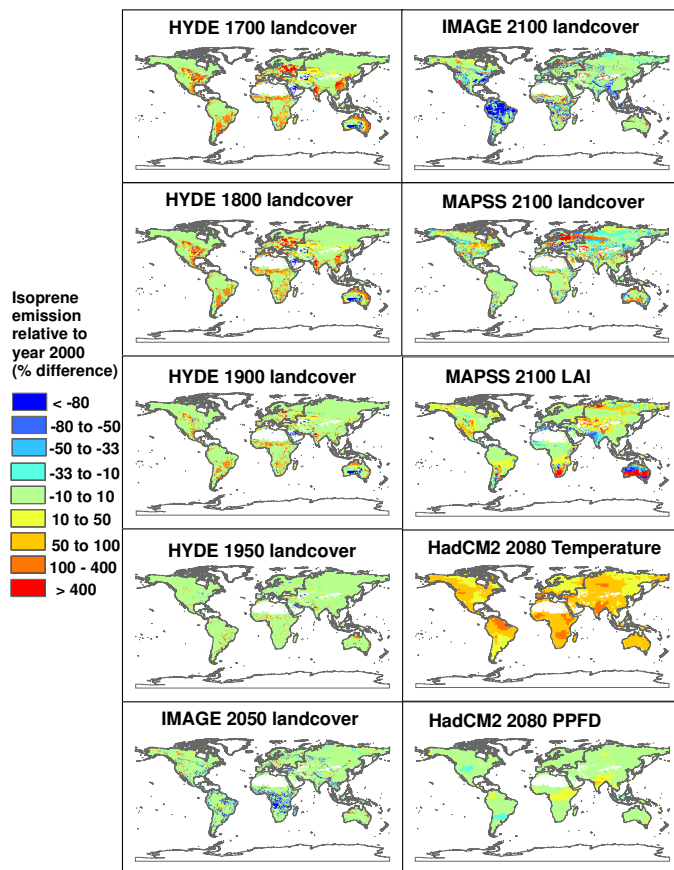 HYDE 1700 landcover
IMAGE 2100 landcover
HYDE 1800 landcover
MAPSS 2100 landcover
Isoprene
emission
relative to
year 2000
(% difference)
< -80
-80 to -50
-50 to -33
-33 to -10
-10 to 10
10 to 50
50 to 100
100 - 400
> 400
HYDE 1900 landcover
MAPSS 2100 LAI
HYDE 1950 landcover
HadCM2 2080 Temperature
IMAGE 2050 landcover
HadCM2 2080 PPFD